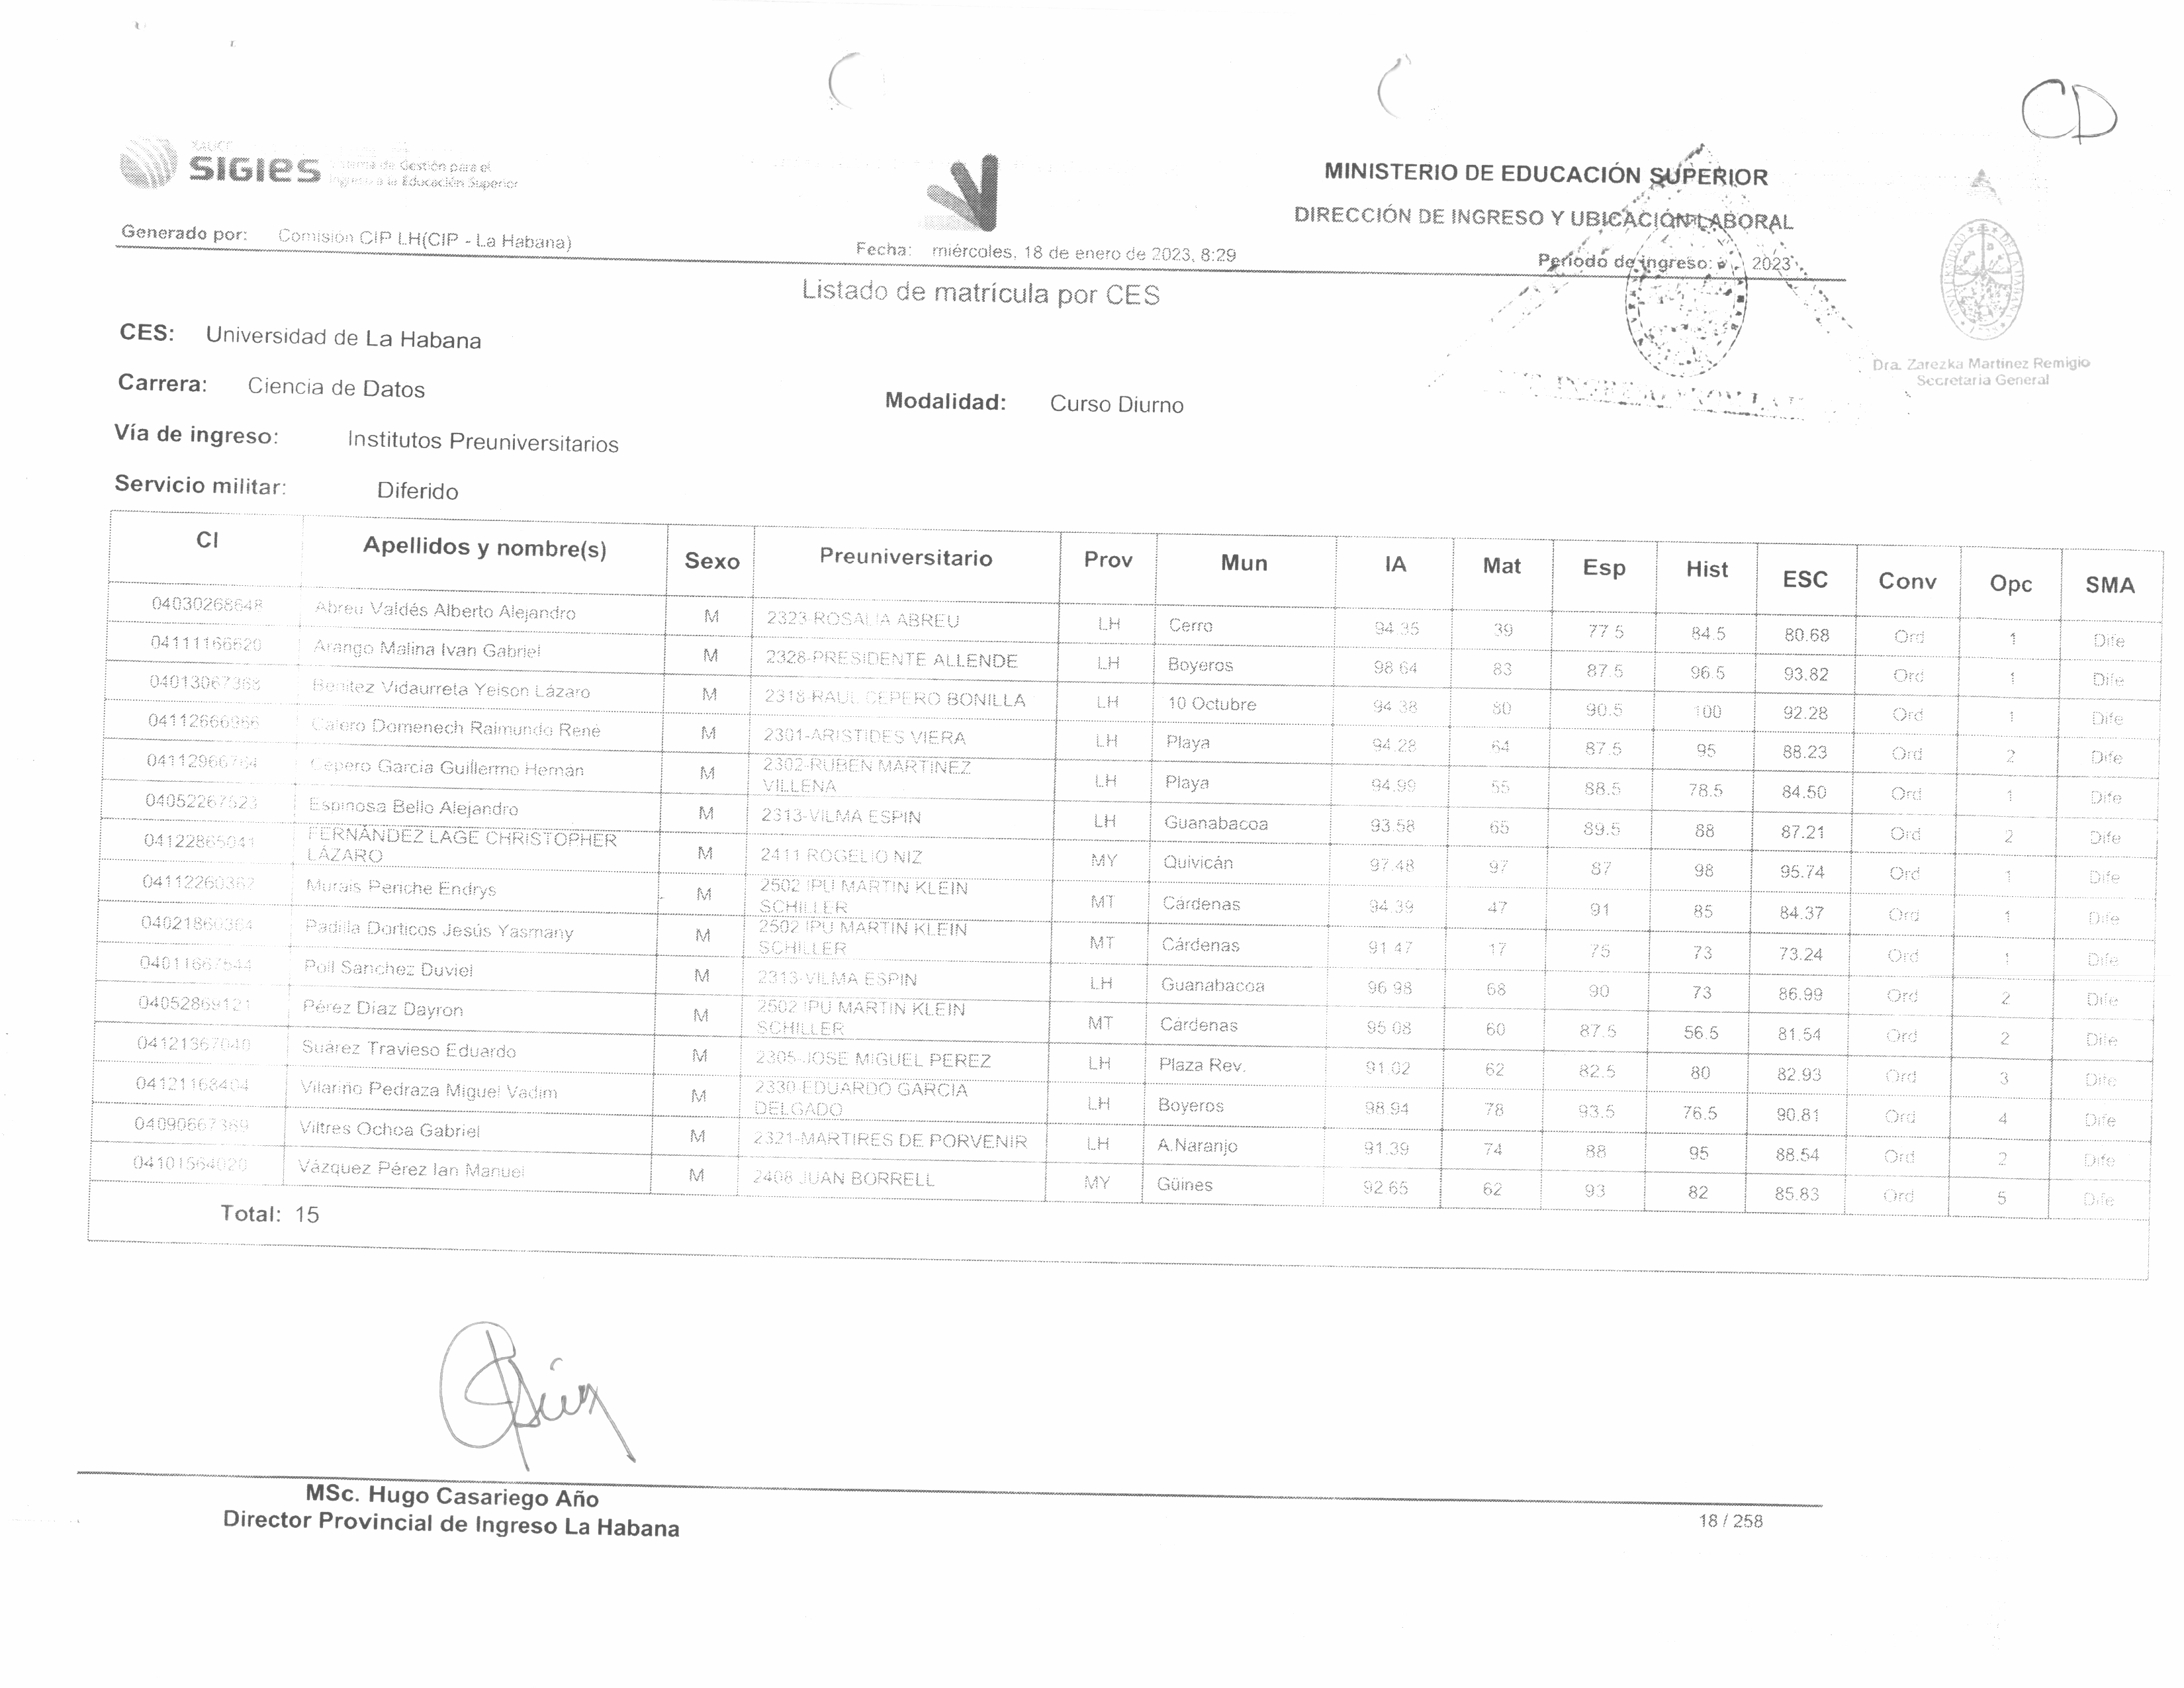 CD
XAUCE
SIGIES
Sistema de Gestión para el
Ingreso a la Educación Superior
MINISTERIO DE EDUCACIÓN SUPERIOR
DIRECCIÓN DE INGRESO Y UBICACIÓN LABORAL
Generado por: Comisión CIP LH(CIP - La Habana)
Fecha: miércoles, 18 de enero de 2023, 8:29
Período de ingreso: 2023
Listado de matrícula por CES
Dra. Zarezka Martínez Remigio
Secretaria General
CES: Universidad de La Habana
Carrera: Ciencia de Datos
Modalidad: Curso Diurno
Vía de ingreso: Institutos Preuniversitarios
Servicio militar: Diferido
CI Apellidos y nombre(s) Sexo Preuniversitario Prov Mun IA Mat Esp Hist ESC Conv Opc SMA
04030268648 Abreu Valdés Alberto Alejandro M 2323-ROSALIA ABREU LH Cerro 94.35 39 77.5 84.5 80.68 Ord 1 Dife
04111166620 Arango Malina Ivan Gabriel M 2328-PRESIDENTE ALLENDE LH Boyeros 98.64 83 87.5 96.5 93.82 Ord 1 Dife
04013067368 Benitez Vidaurreta Yeison Lázaro M 2318-RAUL CEPERO BONILLA LH 10 Octubre 94.38 80 90.5 100 92.28 Ord 1 Dife
04112666966 Calero Domenech Raimundo Rene M 2301-ARISTIDES VIERA LH Playa 94.28 64 87.5 95 88.23 Ord 2 Dife
Cepero Garcia Guillermo Hernan M 2302-RUBEN MARTINEZ
VILLENA LH Playa 94.99 55 88.5 78.5 84.50 Ord 1 Dife
04052267523 Espinosa Bello Alejandro M 2313-VILMA ESPIN LH Guanabacoa 93.58 65 89.5 88 87.21 Ord 2 Dife
04122865041 FERNÁNDEZ LAGE CHRISTOPHER
LÁZARO M 2411 ROGELIO NIZ MY Quivicán 97.48 97 87 98 95.74 Ord 1 Dife
04112260362 Murais Periche Endrys M 2502 IPU MARTIN KLEIN
SCHILLER MT Cárdenas 94.39 47 91 85 84.37 Ord 1 Dife
Padilla Dorticos Jesús Yasmany M 2502 IPU MARTIN KLEIN
SCHILLER MT Cárdenas 91.47 17 75 73 73.24 Ord 1 Dife
04011667544 Poll Sanchez Duviel M 2313-VILMA ESPIN LH Guanabacoa 96.98 68 90 73 86.99 Ord 2 Dife
04052869121 Pérez Diaz Dayron M 2502 IPU MARTIN KLEIN
SCHILLER MT Cárdenas 95.08 60 87.5 56.5 81.54 Ord 2 Dife
04121367040 Suárez Travieso Eduardo M 2305-JOSE MIGUEL PEREZ LH Plaza Rev. 91.02 62 82.5 80 82.93 Ord 3 Dife
04121168404 Vilarino Pedraza Miguel Vadim M 2330-EDUARDO GARCIA
DELGADO LH Boyeros 98.94 78 93.5 76.5 90.81 Ord 4 Dife
04090667369 Viltres Ochoa Gabriel M 2321-MARTIRES DE PORVENIR LH A.Naranjo 91.39 74 88 95 88.54 Ord 2 Dife
04101564020 Vázquez Pérez Ian Manuel M 2408 JUAN BORRELL MY Güines 92.65 62 93 82 85.83 Ord 5 Dife
Total: 15
MSc. Hugo Casariego Año
Director Provincial de Ingreso La Habana
18 / 258